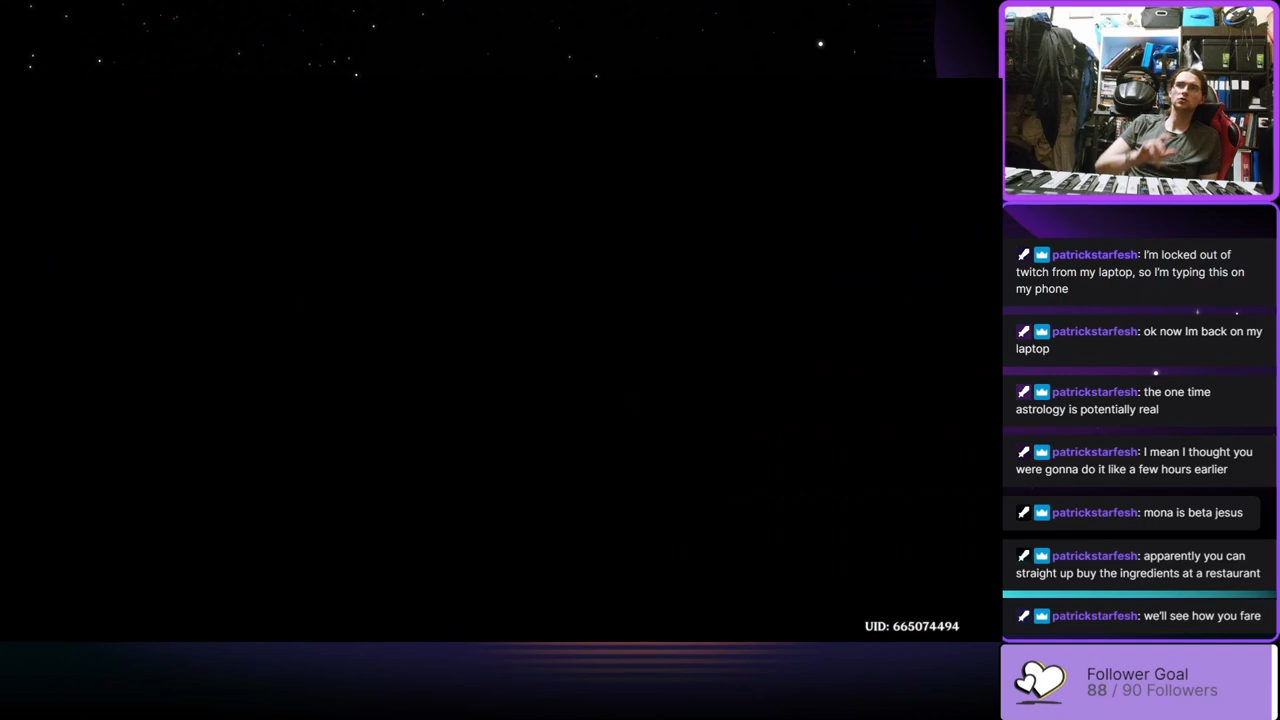 patrickstarfesh: I'm locked out of
twitch from my laptop, so I'm typing this on
my phone
patrickstarfesh: ok now Im back on my
laptop
patrickstarfesh: the one time
astrology is potentially real
patrickstarfesh: I mean I thought you
were gonna do it like a few hours earlier
patrickstarfesh: mona is beta jesus
patrickstarfesh: apparently you can
straight up buy the ingredients at a restaurant
patrickstarfesh: we'll see how you fare
UID: 665074494
Follower Goal
88 / 90 Followers